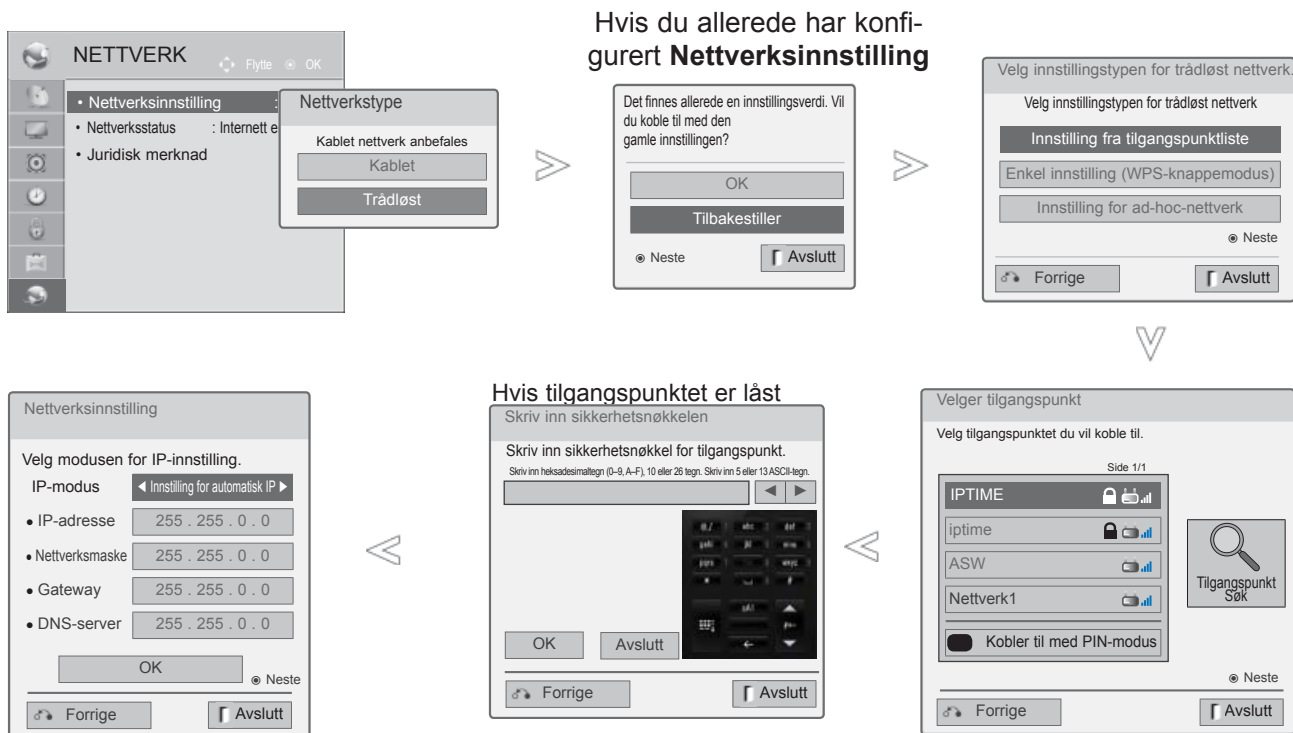 Hvis du allerede har konfi-
gurert Nettverksinnstilling
NETTVERK
Flytte
OK
• Nettverksinnstilling :
• Nettverksstatus : Internett e
• Juridisk merknad
Nettverkstype
Kablet nettverk anbefales
Kablet
Trådløst
Det finnes allerede en innstillingsverdi. Vil
du koble til med den
gamle innstillingen?
OK
Tilbakestiller
Neste
Avslutt
Velg innstillingstypen for trådløst nettverk.
Velg innstillingstypen for trådløst nettverk
Innstilling fra tilgangspunktliste
Enkel innstilling (WPS-knappemodus)
Innstilling for ad-hoc-nettverk
Neste
Forrige
Avslutt
Velger tilgangspunkt
Velg tilgangspunktet du vil koble til.
Side 1/1
IPTIME
iptime
ASW
Nettverk1
Kobler til med PIN-modus
Tilgangspunkt
Søk
Neste
Forrige
Avslutt
Hvis tilgangspunktet er låst
Skriv inn sikkerhetsnøkkelen
Skriv inn sikkerhetsnøkkel for tilgangspunkt.
Skriv inn heksadesimaltegn (0–9, A–F), 10 eller 26 tegn. Skriv inn 5 eller 13 ASCII-tegn.
OK
Avslutt
Forrige
Avslutt
Nettverksinnstilling
Velg modusen for IP-innstilling.
IP-modus ◀ Innstilling for automatisk IP ▶
• IP-adresse 255 . 255 . 0 . 0
• Nettverksmaske 255 . 255 . 0 . 0
• Gateway 255 . 255 . 0 . 0
• DNS-server 255 . 255 . 0 . 0
OK
Neste
Forrige
Avslutt